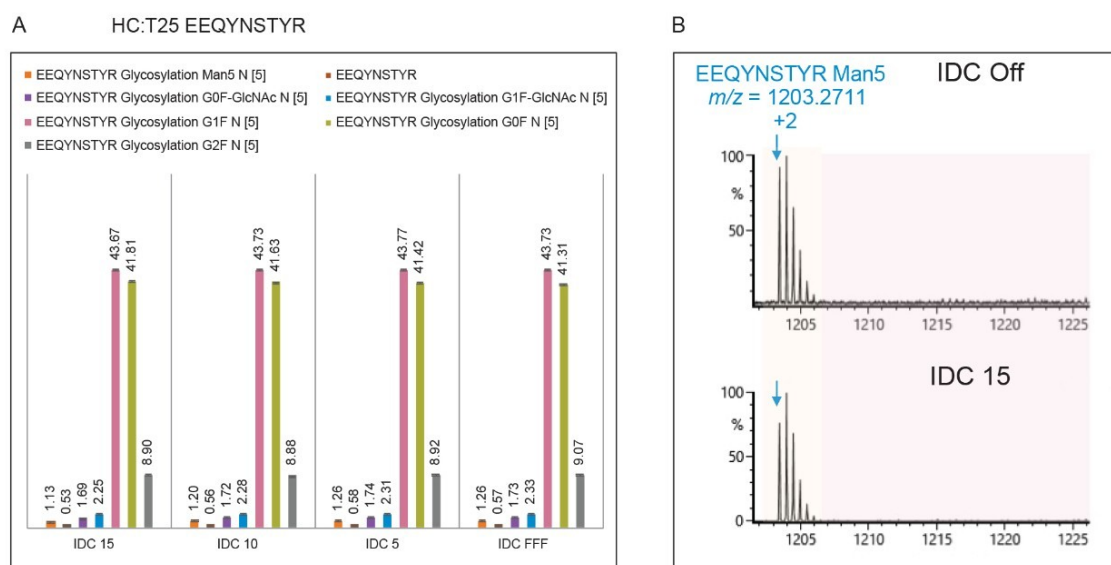 A
HC:T25 EEQYNSTYR
EEQYNSTYR Glycosylation Man5 N [5]
EEQYNSTYR
EEQYNSTYR Glycosylation G0F-GlcNAc N [5]
EEQYNSTYR Glycosylation G1F-GlcNAc N [5]
EEQYNSTYR Glycosylation G1F N [5]
EEQYNSTYR Glycosylation G0F N [5]
EEQYNSTYR Glycosylation G2F N [5]
1.13 0.53 1.69 2.25 43.67 41.81 8.90
1.20 0.56 1.72 2.28 43.73 41.63 8.88
1.26 0.58 1.74 2.31 43.77 41.42 8.92
1.26 0.57 1.73 2.33 43.73 41.31 9.07
IDC 15 IDC 10 IDC 5 IDC FFF
B
EEQYNSTYR Man5
m/z = 1203.2711
+2
IDC Off
100
%
50
1205 1210 1215 1220 1225
IDC 15
100
%
50
0
1205 1210 1215 1220 1225